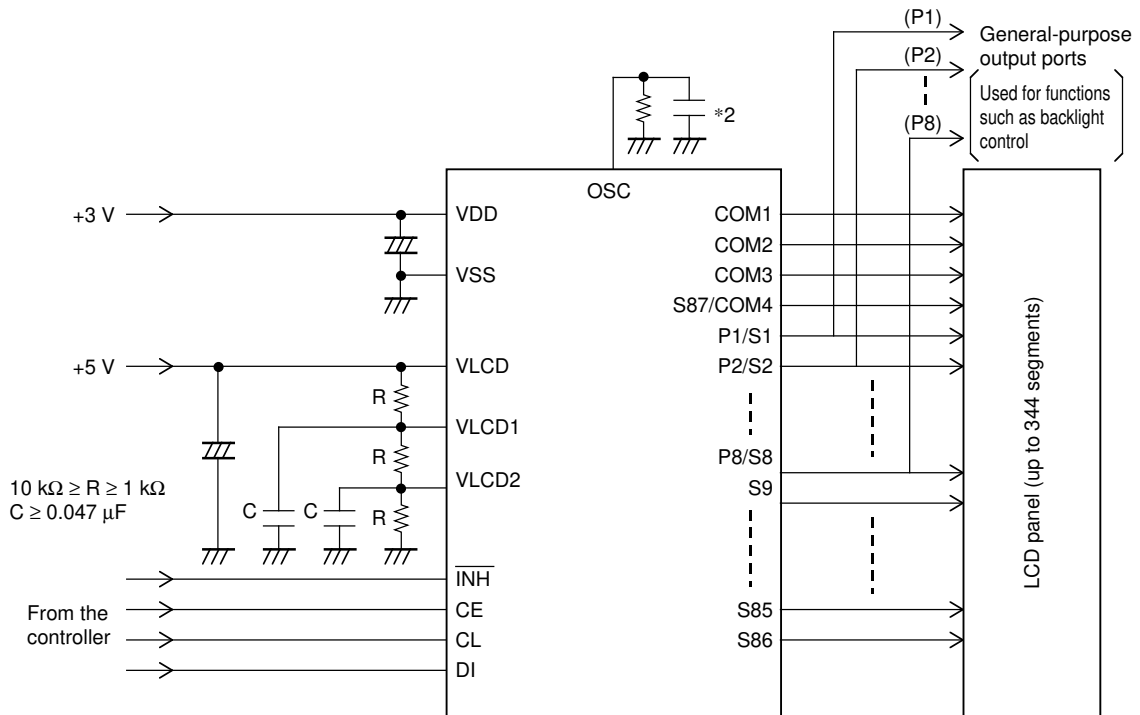 (P1)
General-purpose
output ports
(P2)
Used for functions
such as backlight
control
(P8)
*2
OSC
+3 V
VDD
VSS
+5 V
VLCD
R
VLCD1
R
VLCD2
R
C
C
10 kΩ ≥ R ≥ 1 kΩ
C ≥ 0.047 µF
INH
From the
controller
CE
CL
DI
COM1
COM2
COM3
S87/COM4
P1/S1
P2/S2
P8/S8
S9
S85
S86
LCD panel (up to 344 segments)